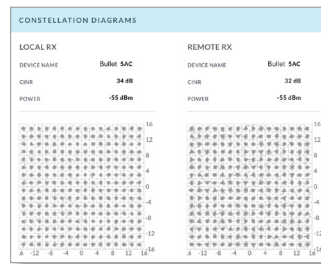 CONSTELLATION DIAGRAMS
LOCAL RX
DEVICE NAME Bullet 5AC
CINR 34 dB
POWER -55 dBm
16
12
8
4
0
-4
-8
-12
-16
-12 -8 -4 0 4 8 12 16
REMOTE RX
DEVICE NAME Bullet 5AC
CINR 32 dB
POWER -55 dBm
16
12
8
4
0
-4
-8
-12
-16
-12 -8 -4 0 4 8 12